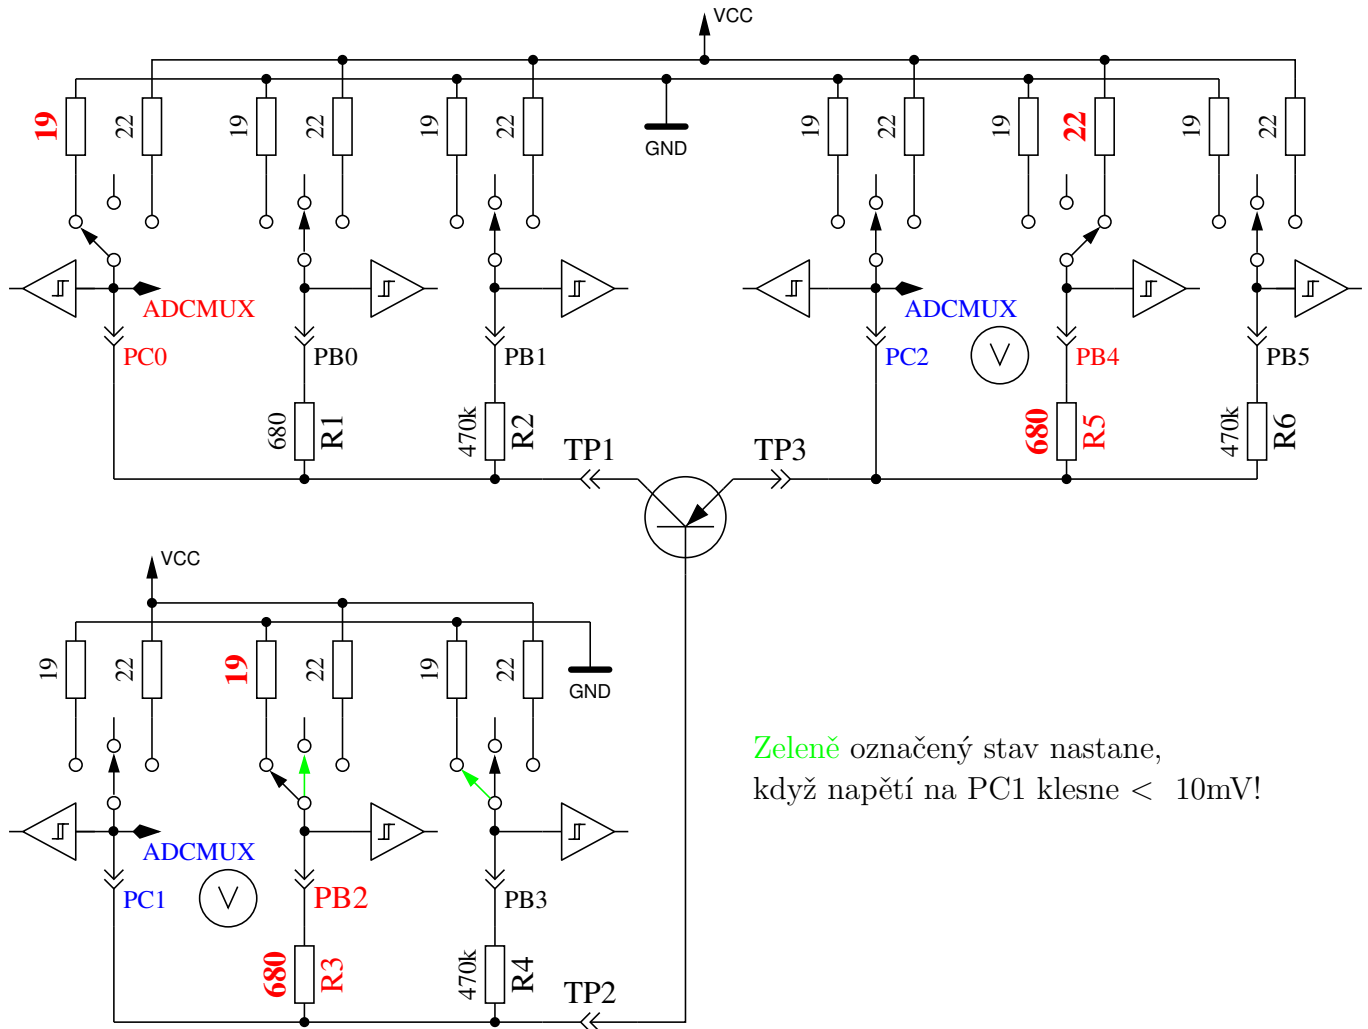 VCC
19
22
19
22
19
22
GND
19
22
19
22
19
22
ADCMUX
ADCMUX
PC0
PB0
PB1
PC2
V
PB4
PB5
680
R1
470k
R2
680
R5
470k
R6
TP1
TP3
VCC
19
22
19
22
19
22
GND
Zeleně označený stav nastane,
když napětí na PC1 klesne < 10mV!
ADCMUX
PC1
V
PB2
PB3
680
R3
470k
R4
TP2